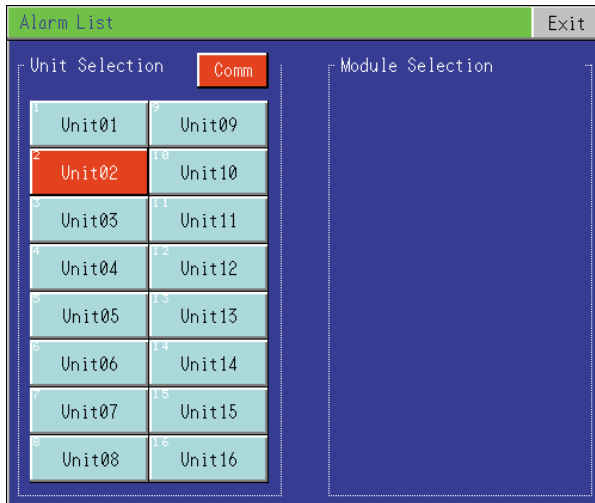 Alarm List Exit
Unit Selection Comm Module Selection
1 Unit01 9 Unit09
2 Unit02 10 Unit10
3 Unit03 11 Unit11
4 Unit04 12 Unit12
5 Unit05 13 Unit13
6 Unit06 14 Unit14
7 Unit07 15 Unit15
8 Unit08 16 Unit16